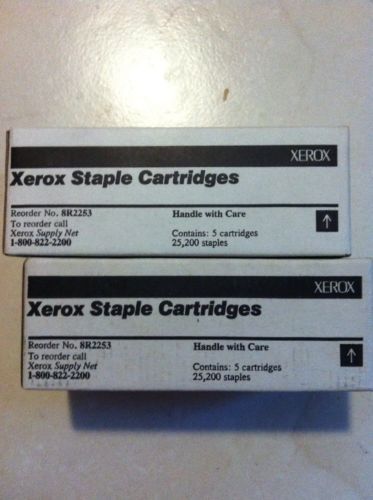 XEROX
Xerox Staple Cartridges
Reorder No. 8R2253
To reorder call
Xerox Supply Net
1-800-822-2200
Handle with Care
Contains: 5 cartridges
25,200 staples
XEROX
Xerox Staple Cartridges
Reorder No. 8R2253
To reorder call
Xerox Supply Net
1-800-822-2200
Handle with Care
Contains: 5 cartridges
25,200 staples